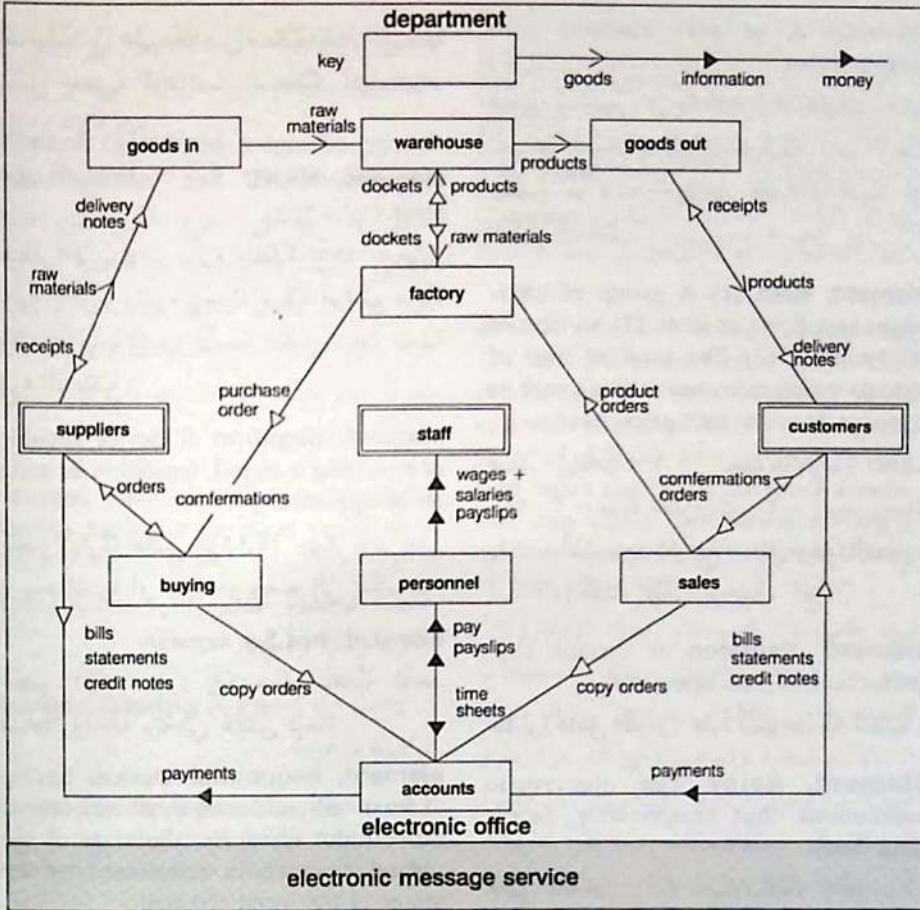 department
key
goods
information
money
goods in
raw
materials
warehouse
products
goods out
delivery
notes
dockets
products
receipts
dockets
raw materials
raw
materials
factory
products
receipts
delivery
notes
purchase
order
product
orders
suppliers
staff
customers
orders
comfermations
wages +
salaries
payslips
comfermations
orders
buying
personnel
sales
bills
statements
credit notes
pay
payslips
bills
statements
credit notes
copy orders
time
sheets
copy orders
payments
accounts
payments
electronic office
electronic message service